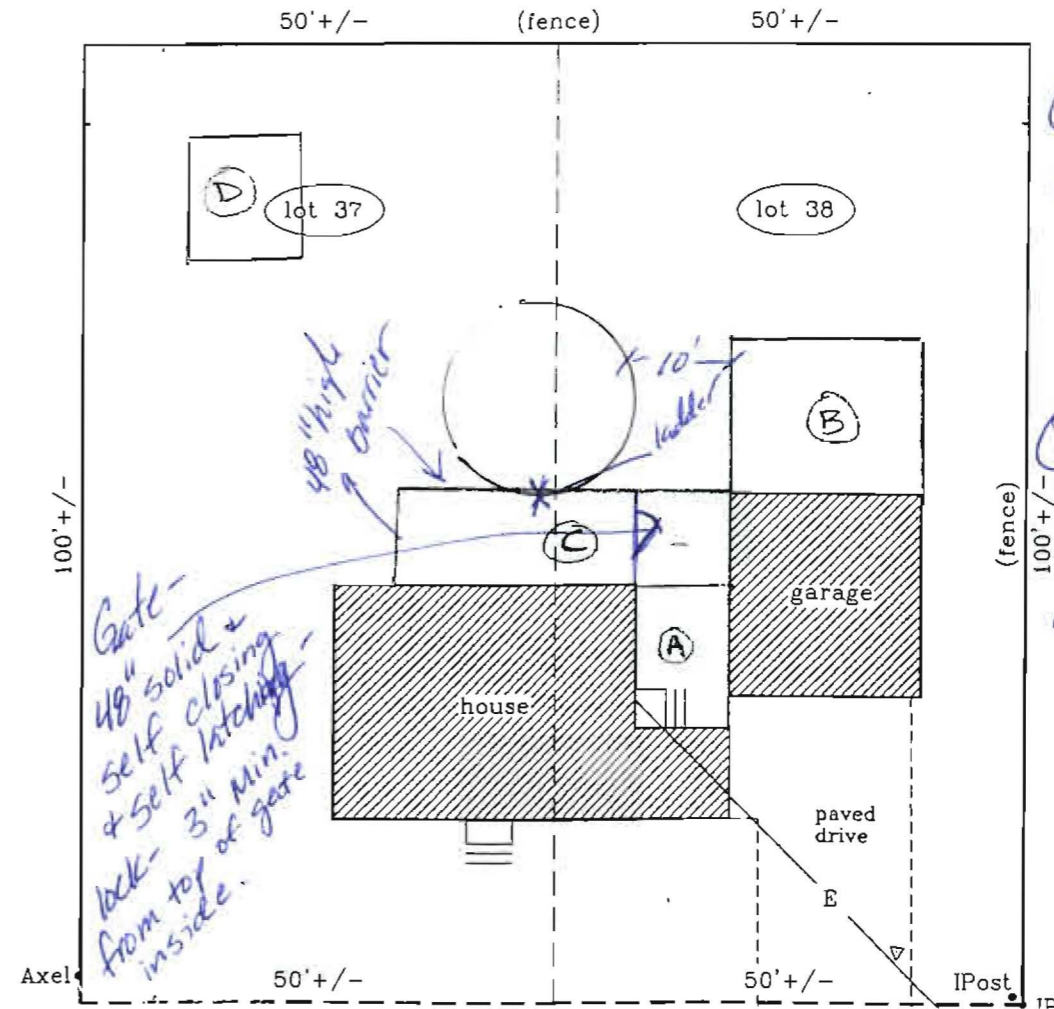 50'+/-
(fence)
50'+/-
D
lot 37
lot 38
48" high
barrier
10'
ladder
B
C
100'+/-
(fence)
100'+/-
garage
A
house
Gate-
48" solid &
self closing
& self latching-
lock- 3" Min.
from top of gate
inside.
paved
drive
E
Axel
50'+/-
50'+/-
IPost